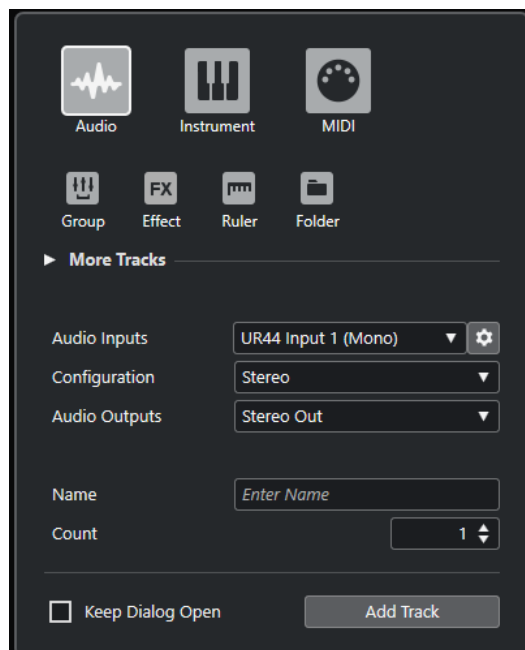 Audio Instrument MIDI
FX
Group Effect Ruler Folder
More Tracks
Audio Inputs UR44 Input 1 (Mono)
Configuration Stereo
Audio Outputs Stereo Out
Name Enter Name
Count 1
Keep Dialog Open Add Track